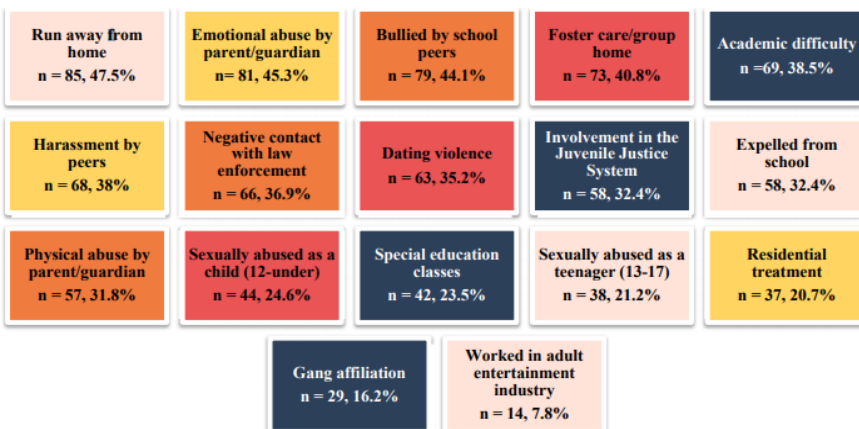 Run away from
home
n = 85, 47.5%
Emotional abuse by
parent/guardian
n= 81, 45.3%
Bullied by school
peers
n = 79, 44.1%
Foster care/group
home
n = 73, 40.8%
Academic difficulty
n =69, 38.5%
Harassment by
peers
n = 68, 38%
Negative contact
with law
enforcement
n = 66, 36.9%
Dating violence
n = 63, 35.2%
Involvement in the
Juvenile Justice
System
n = 58, 32.4%
Expelled from
school
n = 58, 32.4%
Physical abuse by
parent/guardian
n = 57, 31.8%
Sexually abused as a
child (12-under)
n = 44, 24.6%
Special education
classes
n = 42, 23.5%
Sexually abused as a
teenager (13-17)
n = 38, 21.2%
Residential
treatment
n = 37, 20.7%
Gang affiliation
n = 29, 16.2%
Worked in adult
entertainment
industry
n = 14, 7.8%